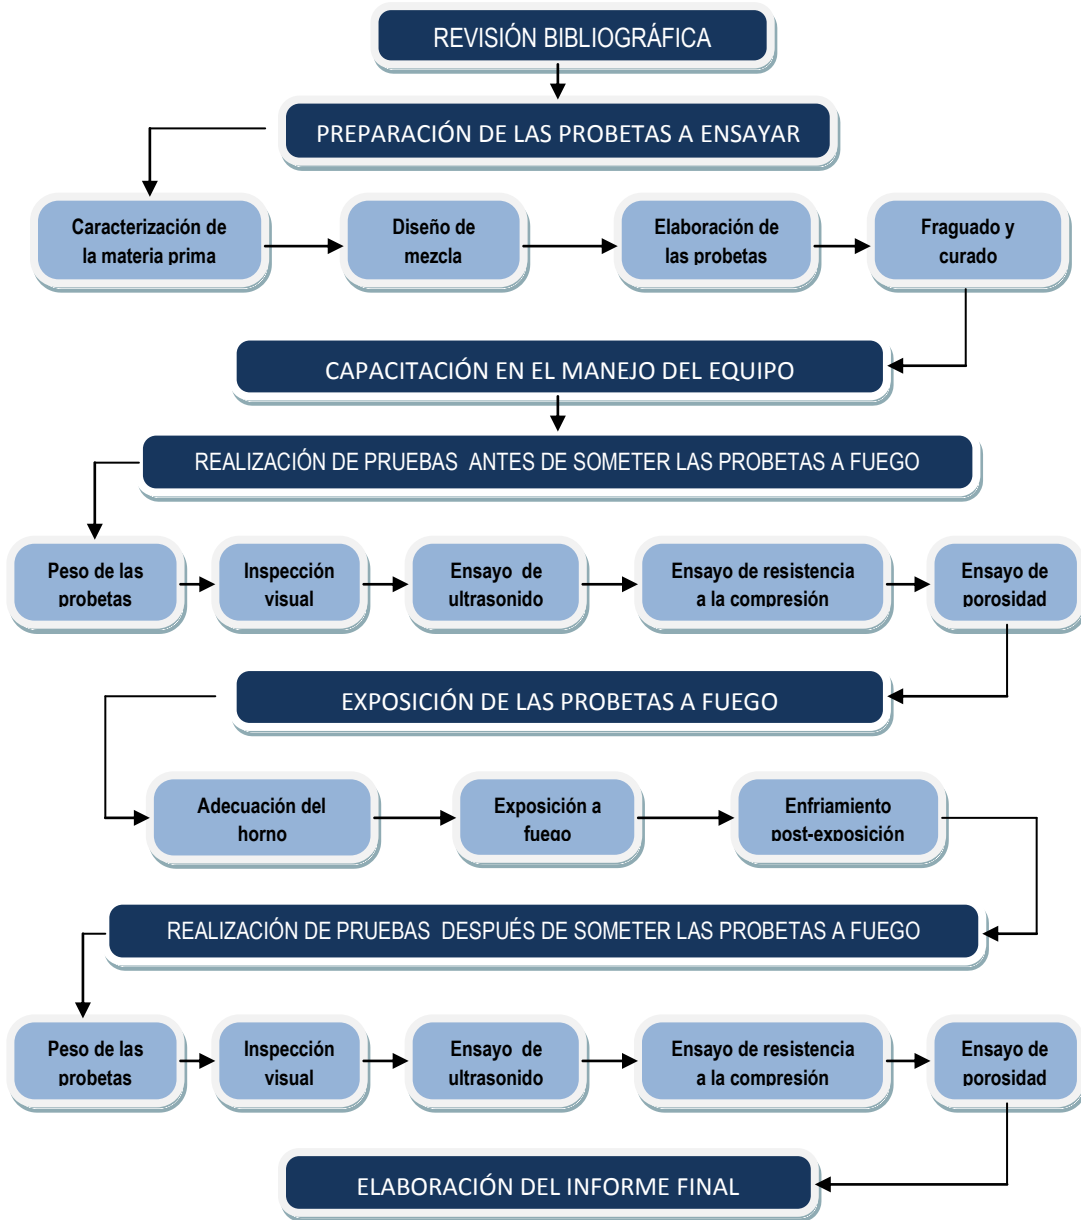 REVISIÓN BIBLIOGRÁFICA
PREPARACIÓN DE LAS PROBETAS A ENSAYAR
Caracterización de
la materia prima
Diseño de
mezcla
Elaboración de
las probetas
Fraguado y
curado
CAPACITACIÓN EN EL MANEJO DEL EQUIPO
REALIZACIÓN DE PRUEBAS ANTES DE SOMETER LAS PROBETAS A FUEGO
Peso de las
probetas
Inspección
visual
Ensayo de
ultrasonido
Ensayo de resistencia
a la compresión
Ensayo de
porosidad
EXPOSICIÓN DE LAS PROBETAS A FUEGO
Adecuación del
horno
Exposición a
fuego
Enfriamiento
post-exposición
REALIZACIÓN DE PRUEBAS DESPUÉS DE SOMETER LAS PROBETAS A FUEGO
Peso de las
probetas
Inspección
visual
Ensayo de
ultrasonido
Ensayo de resistencia
a la compresión
Ensayo de
porosidad
ELABORACIÓN DEL INFORME FINAL